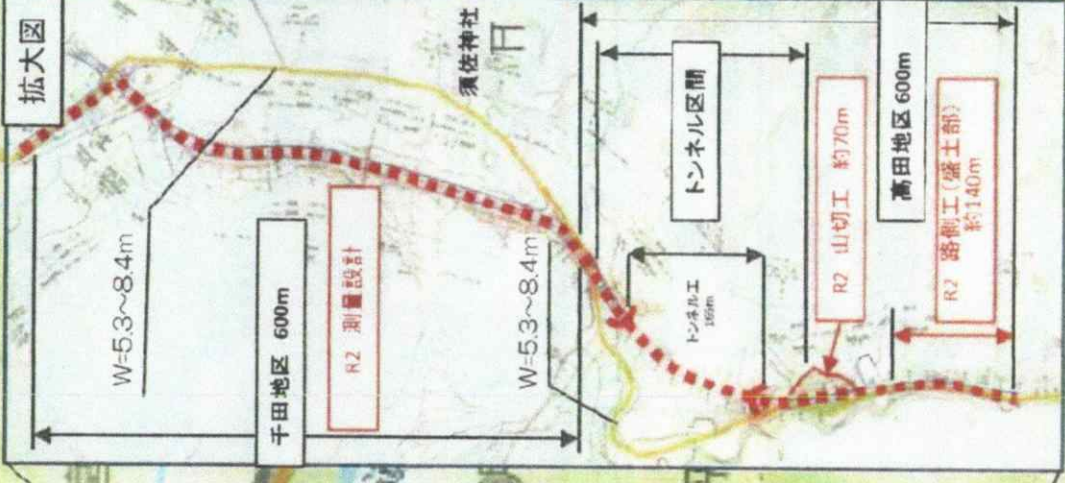 拡大図
W=5.3~8.4m
千田地区 600m
R2 測量設計
須佐神社
W=5.3~8.4m
トンネル区間
トンネル工
R2 山切工 約70m
高田地区 600m
R2 路側工(盛土部)
約140m